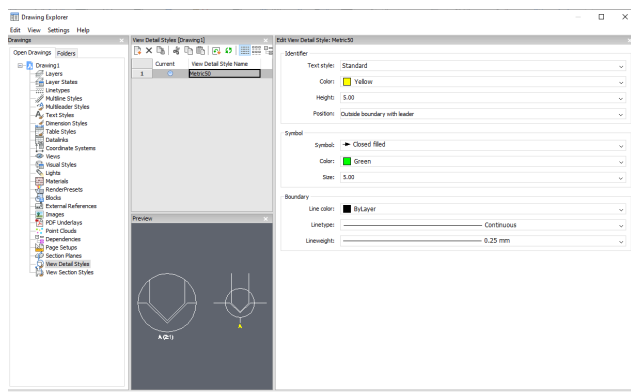 Drawing Explorer
Edit View Settings Help
Drawings
Open Drawings Folders
Drawing1
Layers
Layer States
Linetypes
Multiline Styles
Multileader Styles
Text Styles
Dimension Styles
Table Styles
Datalinks
Coordinate Systems
Views
Visual Styles
Lights
Materials
RenderPresets
Blocks
External References
Images
PDF Underlays
Point Clouds
Dependencies
Page Setups
Section Planes
View Detail Styles
View Section Styles
View Detail Styles [Drawing1]
Current View Detail Style Name
1 Metric50
Preview
A (2:1)
A
Edit View Detail Style: Metric50
Identifier
Text style: Standard
Color: Yellow
Height: 5.00
Position: Outside boundary with leader
Symbol
Symbol: Closed filled
Color: Green
Size: 5.00
Boundary
Line color: ByLayer
Linetype: Continuous
Lineweight: 0.25 mm